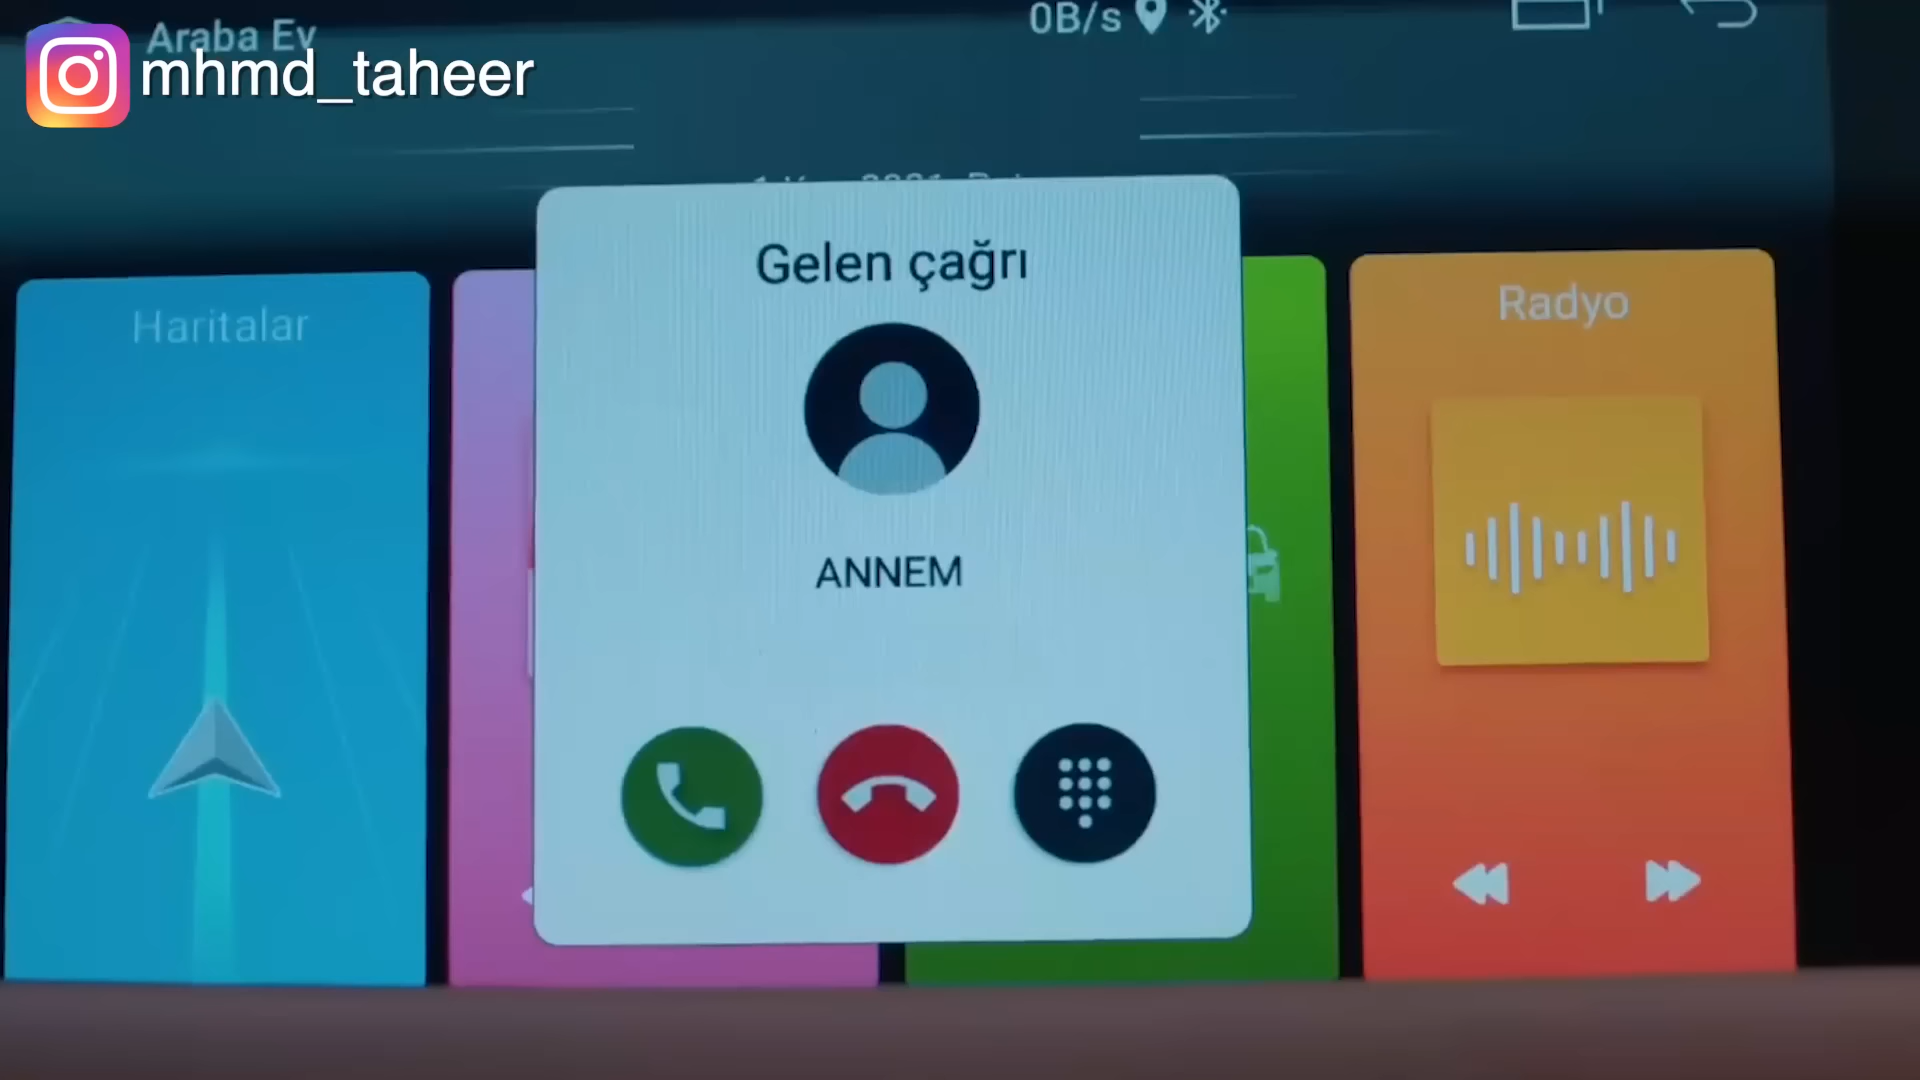 Araba Ev
0B/s
mhmd_taheer
Gelen çağrı
Haritalar
Radyo
ANNEM